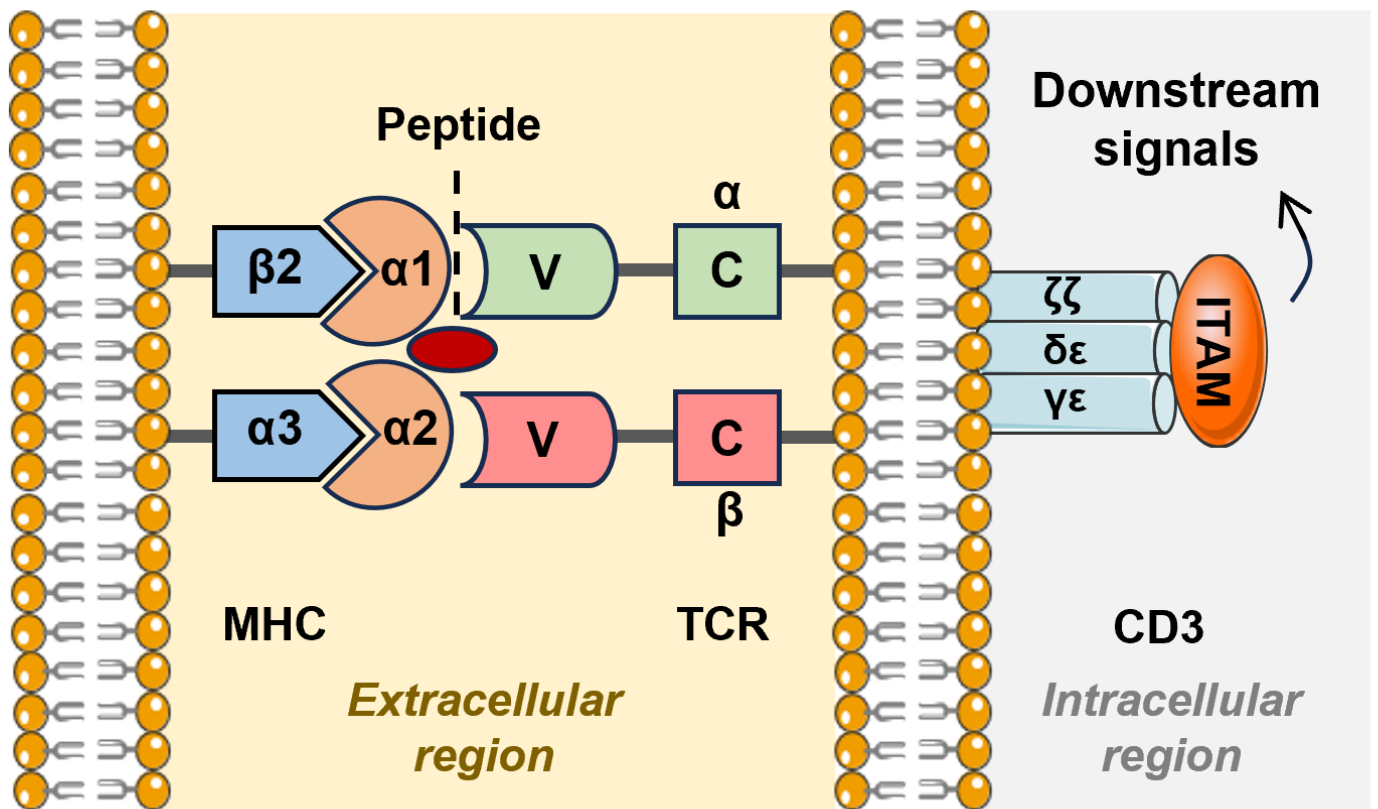 Downstream
signals
Peptide
α
β2
α1
V
C
ζζ
δε
γε
ITAM
α3
α2
V
C
β
MHC
TCR
CD3
Extracellular
region
Intracellular
region